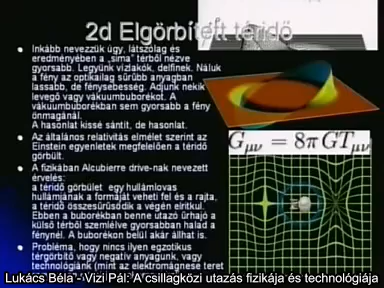 2d Elgörbített téridő
Inkább nevezzük úgy, látszólag és
eredményében a „sima” térből nézve
gyorsabb. Legyünk vízlakók, delfinek. Náluk
a fény az optikailag sűrűbb anyagban
lassabb, de fénysebesség. Adjunk nekik
levegő vagy vákuumbuborékot. A
vákuumbuborékban sem gyorsabb a fény
önmagánál.
A hasonlat kissé sántít, de hasonlat.
Az általános relativitás elmélet szerint az
Einstein egyenletek megfelelően a téridő
görbült.
A fizikában Alcubierre drive-nak nevezett
érvelés:
a téridő görbület egy hullámlovas
hullámjának a formáját veheti fel és a rajta,
a téridő összesűrűsödik a végén elritkul.
Ebben a buborékben benne utazó űrhajó a
külső térből szemlélve gyorsabban halad a
fénynél. A buborékon belül akár állhat is.
Probléma, hogy nincs ilyen egzotikus
térgörbítő vagy negatív anyagunk, vagy
technológiánk (mint az elektromágnese teret
Gμν = 8πGTμν
Lukács Béla - Vizi Pál: A csillagközi utazás fizikája és technológiája